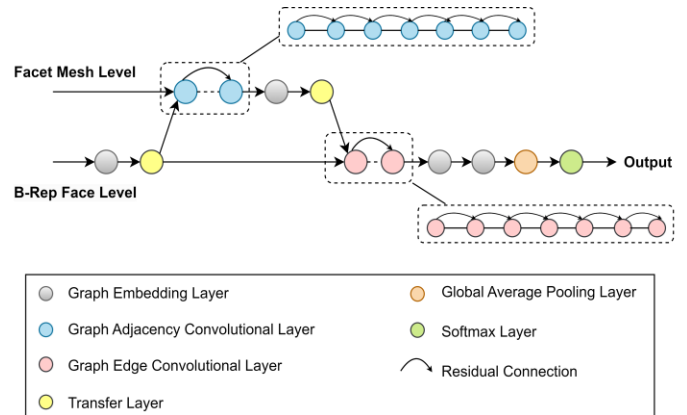 Facet Mesh Level
Output
B-Rep Face Level
Graph Embedding Layer
Graph Adjacency Convolutional Layer
Graph Edge Convolutional Layer
Transfer Layer
Global Average Pooling Layer
Softmax Layer
Residual Connection